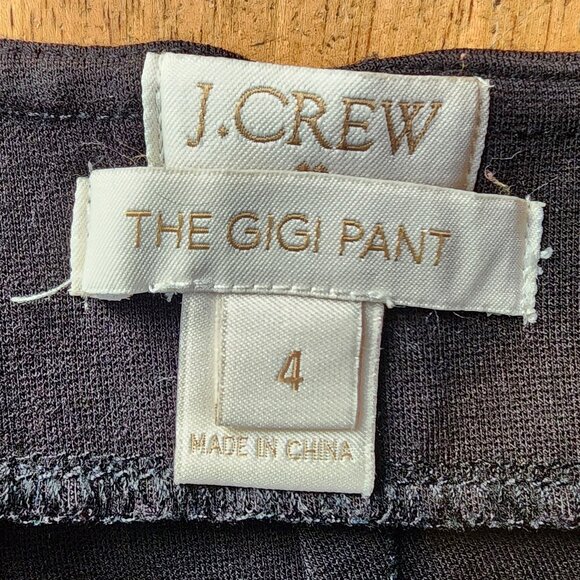 J.CREW
THE GIGI PANT
4
MADE IN CHINA